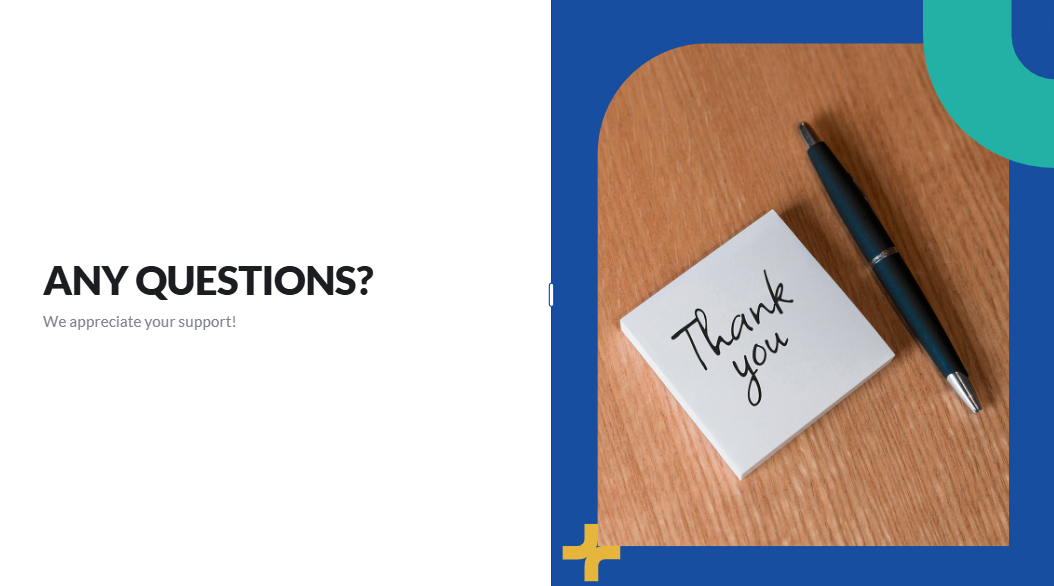 ANY QUESTIONS?
We appreciate your support!
Thank
you